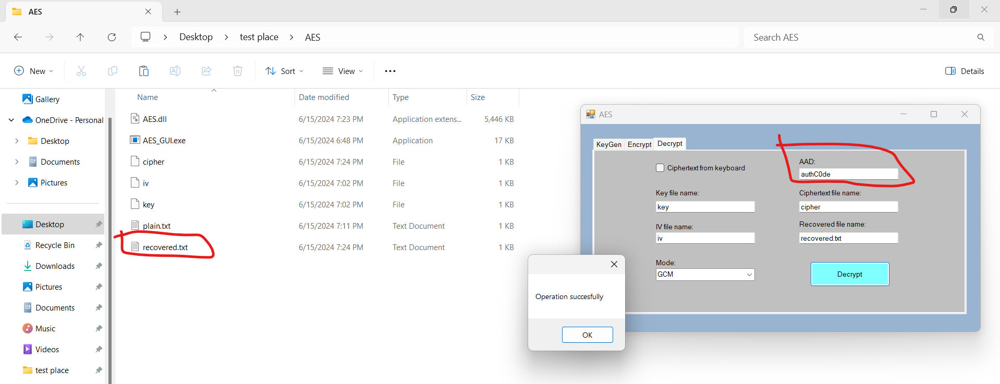 AES
Desktop > test place > AES
Search AES
New
Sort
View
Details
Gallery
OneDrive - Personal
Desktop
Documents
Pictures
Desktop
Recycle Bin
Downloads
Pictures
Documents
Music
Videos
test place
Name Date modified Type Size
AES.dll 6/15/2024 7:23 PM Application extens... 5,446 KB
AES_GUI.exe 6/15/2024 6:48 PM Application 17 KB
cipher 6/15/2024 7:24 PM File 1 KB
iv 6/15/2024 7:02 PM File 1 KB
key 6/15/2024 7:02 PM File 1 KB
plain.txt 6/15/2024 7:11 PM Text Document 1 KB
recovered.txt 6/15/2024 7:24 PM Text Document 1 KB
AES
KeyGen Encrypt Decrypt
Ciphertext from keyboard
AAD:
authC0de
Key file name:
key
Ciphertext file name:
cipher
IV file name:
iv
Recovered file name:
recovered.txt
Mode:
GCM
Decrypt
Operation succesfully
OK